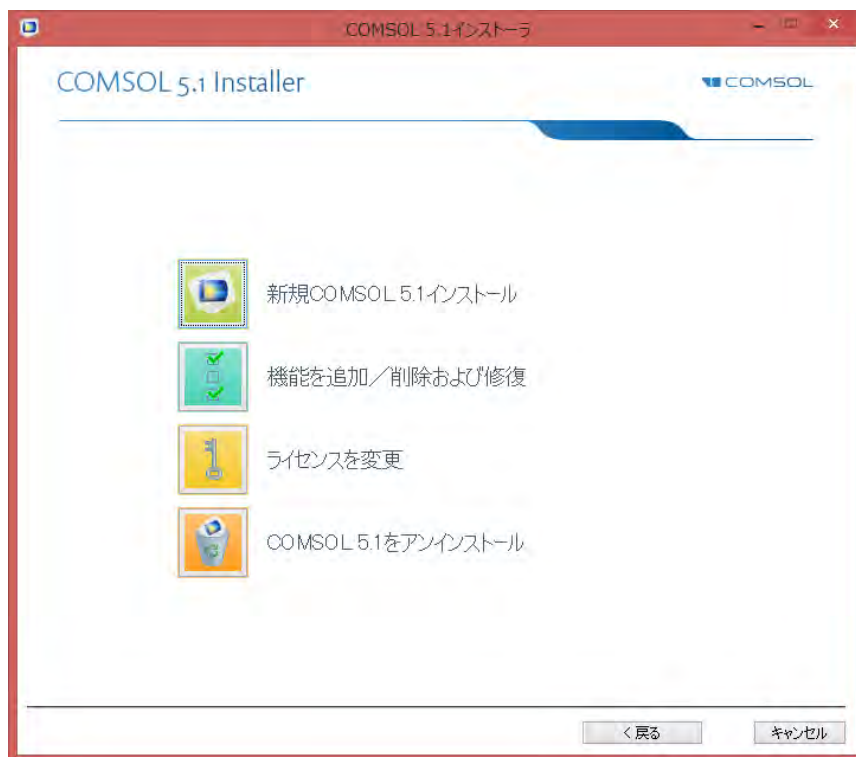 COMSOL 5.1インストーラ
COMSOL 5.1 Installer
COMSOL
新規COMSOL 5.1インストール
機能を追加／削除および修復
ライセンスを変更
COMSOL 5.1をアンインストール
< 戻る
キャンセル